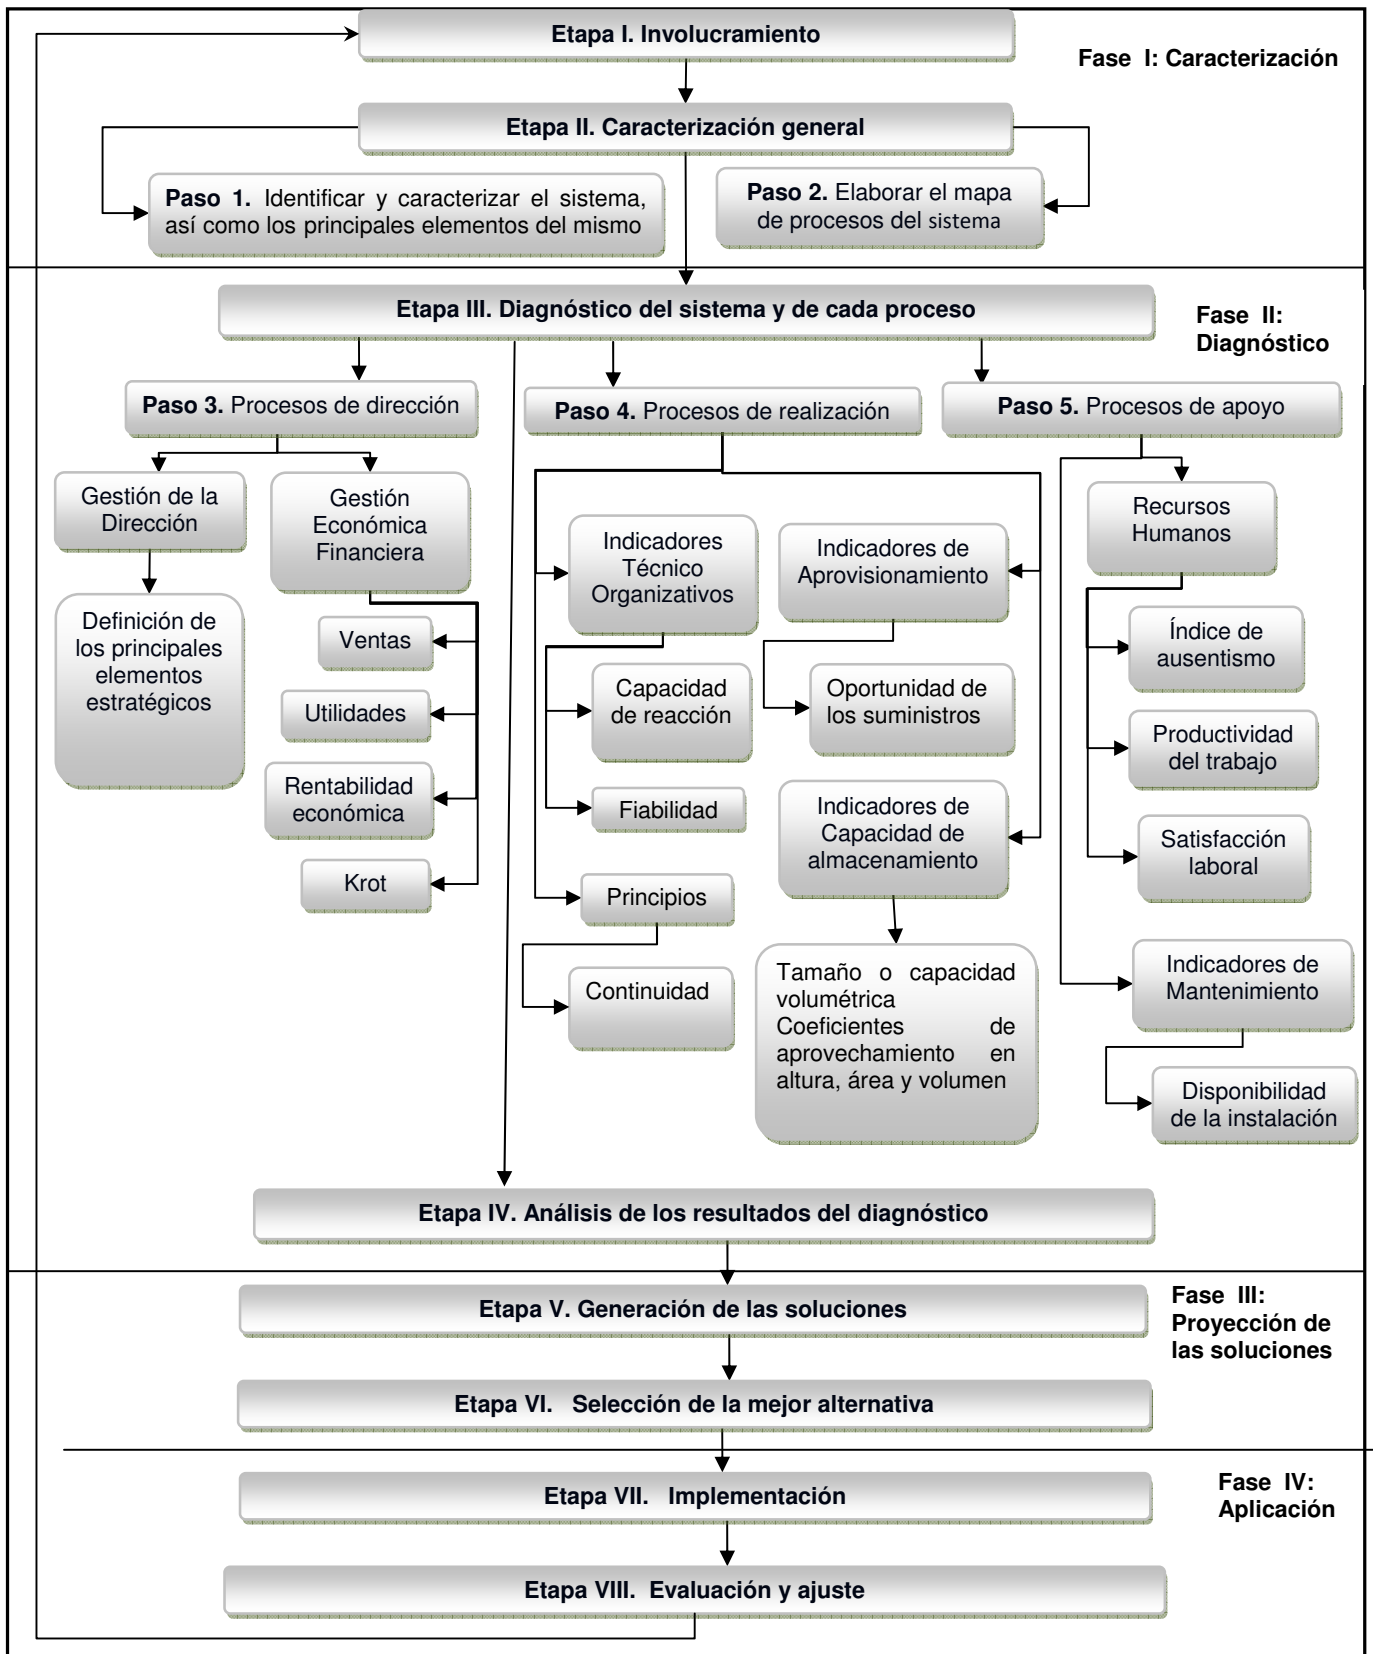 Etapa I. Involucramiento
Fase I: Caracterización
Etapa II. Caracterización general
Paso 1. Identificar y caracterizar el sistema,
así como los principales elementos del mismo
Paso 2. Elaborar el mapa
de procesos del sistema
Etapa III. Diagnóstico del sistema y de cada proceso
Fase II:
Diagnóstico
Paso 3. Procesos de dirección
Paso 4. Procesos de realización
Paso 5. Procesos de apoyo
Gestión de la
Dirección
Definición de
los principales
elementos
estratégicos
Gestión
Económica
Financiera
Ventas
Utilidades
Rentabilidad
económica
Krot
Indicadores
Técnico
Organizativos
Capacidad
de reacción
Fiabilidad
Principios
Continuidad
Indicadores de
Aprovisionamiento
Oportunidad de
los suministros
Indicadores de
Capacidad de
almacenamiento
Tamaño o capacidad
volumétrica
Coeficientes de
aprovechamiento en
altura, área y volumen
Recursos
Humanos
Índice de
ausentismo
Productividad
del trabajo
Satisfacción
laboral
Indicadores de
Mantenimiento
Disponibilidad
de la instalación
Etapa IV. Análisis de los resultados del diagnóstico
Etapa V. Generación de las soluciones
Fase III:
Proyección de
las soluciones
Etapa VI. Selección de la mejor alternativa
Etapa VII. Implementación
Fase IV:
Aplicación
Etapa VIII. Evaluación y ajuste